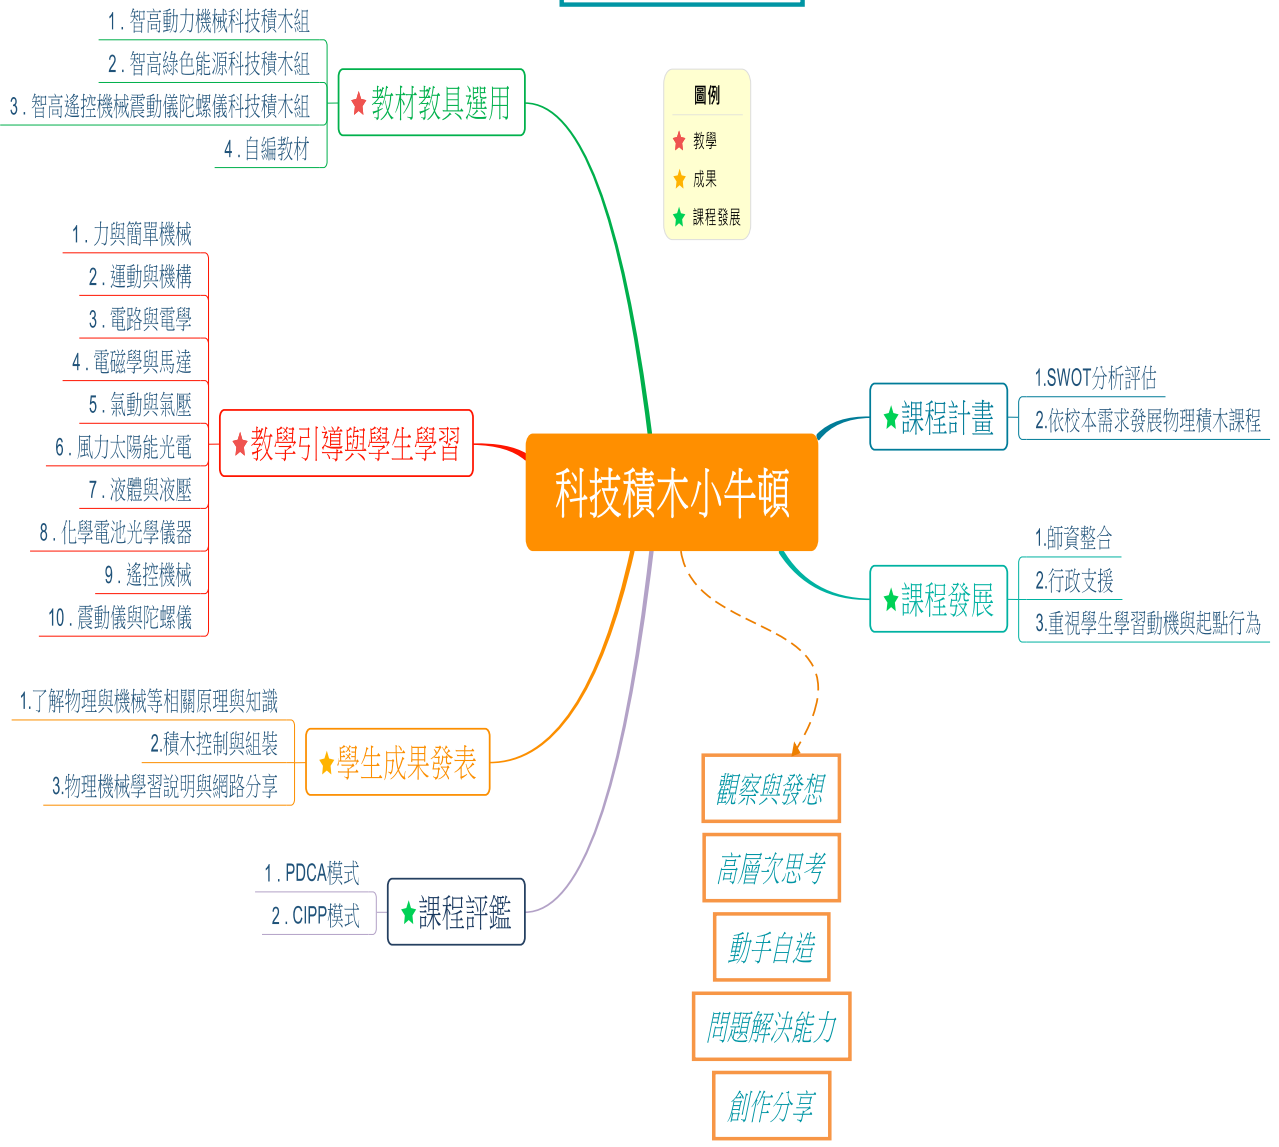 1 . 智高動力機械科技積木組
2 . 智高綠色能源科技積木組
3 . 智高遙控機械震動儀陀螺儀科技積木組
4 . 自編教材
教材教具選用
圖例
教學
成果
課程發展
1 . 力與簡單機械
2 . 運動與機構
3 . 電路與電學
4 . 電磁學與馬達
5 . 氣動與氣壓
6 . 風力太陽能光電
7 . 液體與液壓
8 . 化學電池光學儀器
9 . 遙控機械
10 . 震動儀與陀螺儀
教學引導與學生學習
科技積木小牛頓
課程計畫
1.SWOT分析評估
2.依校本需求發展物理積木課程
課程發展
1.師資整合
2.行政支援
3.重視學生學習動機與起點行為
1.了解物理與機械等相關原理與知識
2.積木控制與組裝
3.物理機械學習說明與網路分享
學生成果發表
1 . PDCA模式
2 . CIPP模式
課程評鑑
觀察與發想
高層次思考
動手自造
問題解決能力
創作分享